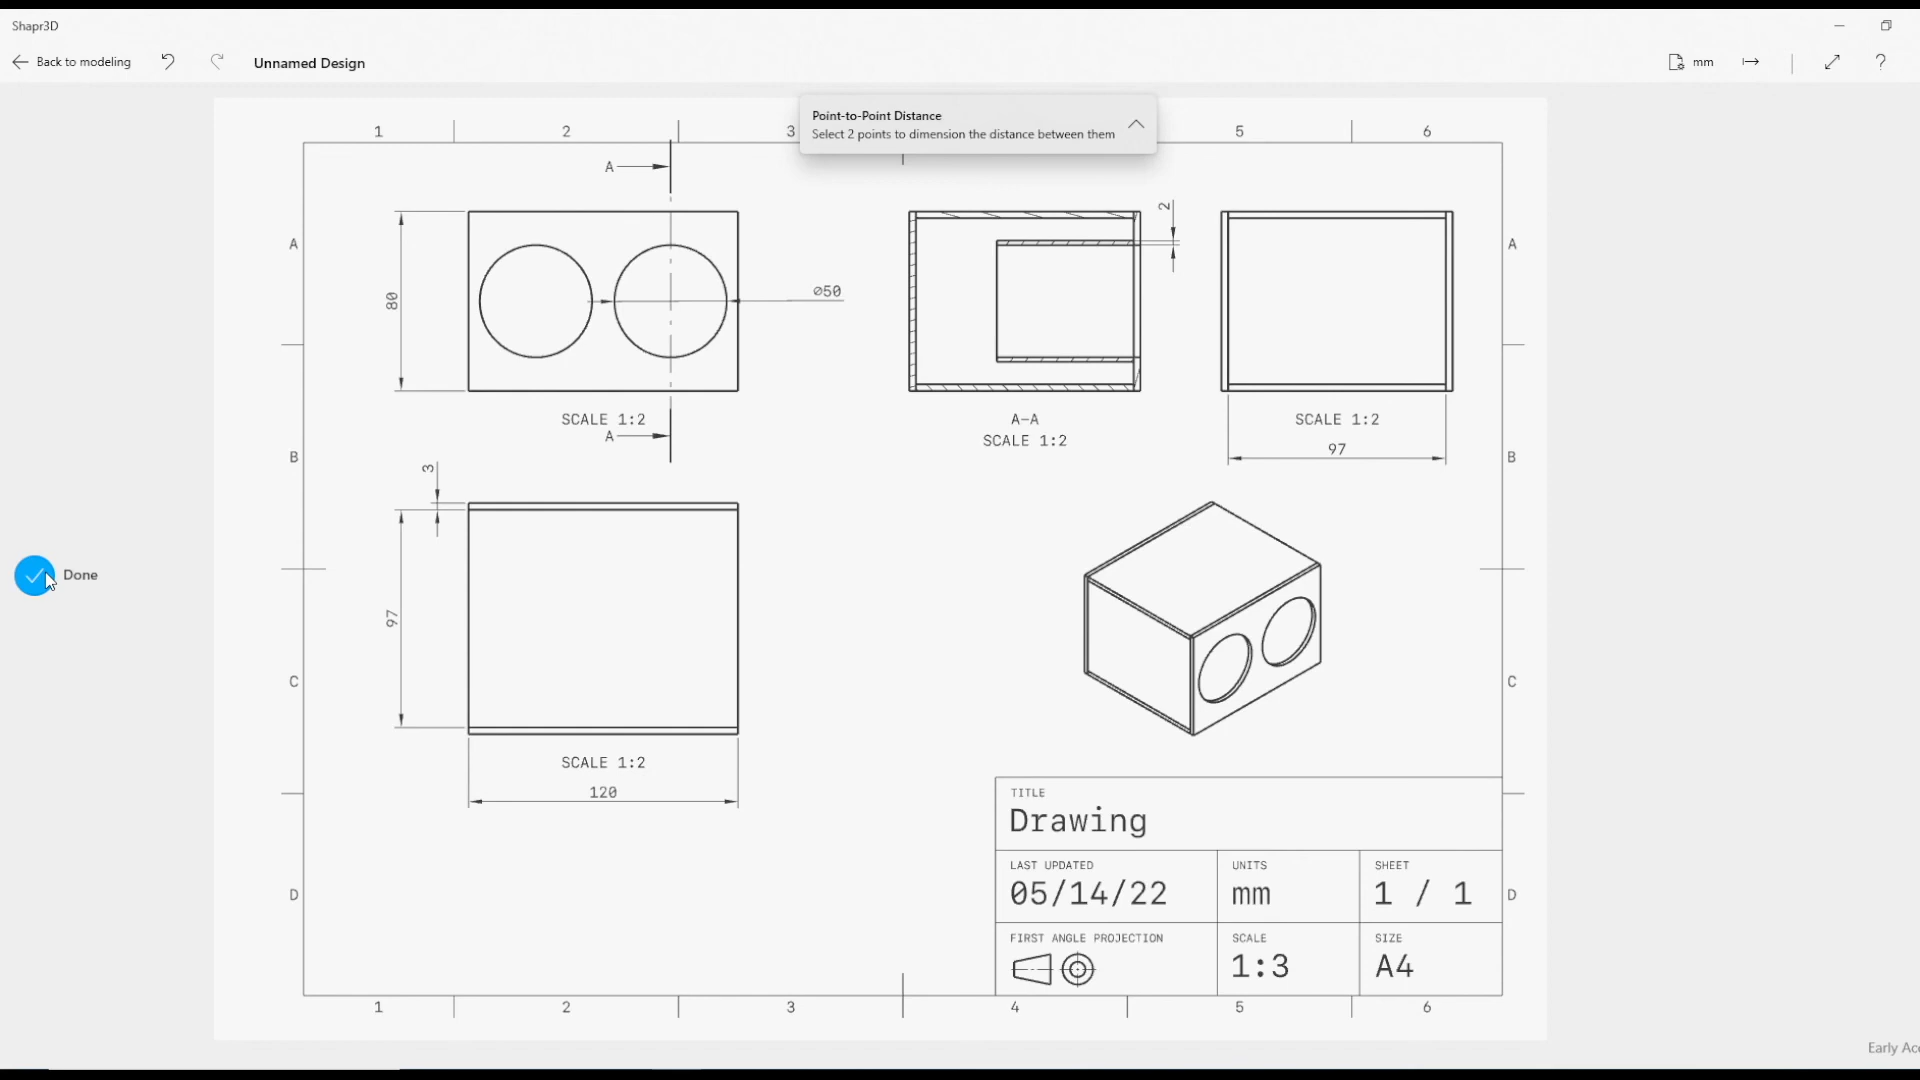 Shapr3D
Back to modeling
Unnamed Design
mm
?
Point-to-Point Distance
Select 2 points to dimension the distance between them
1 2 3 5 6
A
2
A A
80
⌀50
SCALE 1:2
A
A-A
SCALE 1:2
SCALE 1:2
97
B B
3
Done
97
C C
SCALE 1:2
120
TITLE
Drawing
LAST UPDATED
05/14/22
UNITS
mm
SHEET
1 / 1
D D
FIRST ANGLE PROJECTION
SCALE
1:3
SIZE
A4
1 2 3 4 5 6
Early